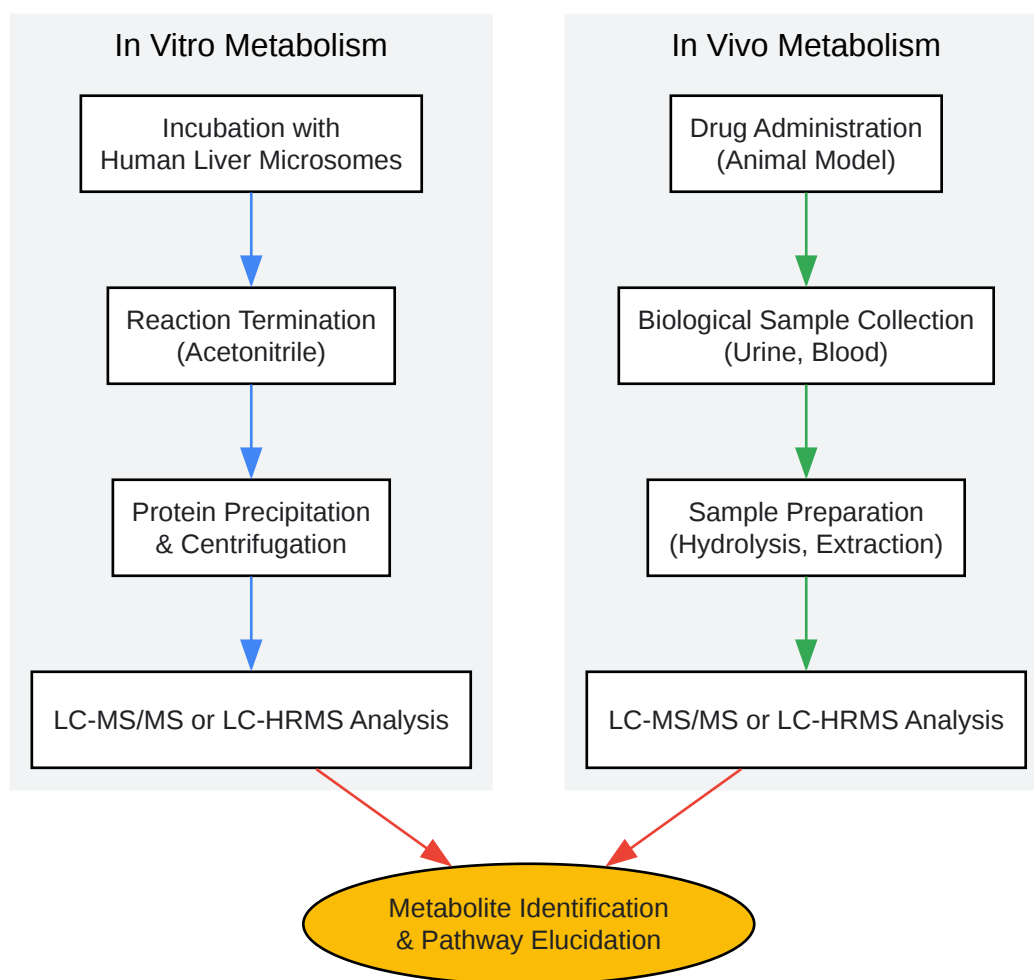 In Vitro Metabolism
Incubation with
Human Liver Microsomes
Reaction Termination
(Acetonitrile)
Protein Precipitation
& Centrifugation
LC-MS/MS or LC-HRMS Analysis
In Vivo Metabolism
Drug Administration
(Animal Model)
Biological Sample Collection
(Urine, Blood)
Sample Preparation
(Hydrolysis, Extraction)
LC-MS/MS or LC-HRMS Analysis
Metabolite Identification
& Pathway Elucidation